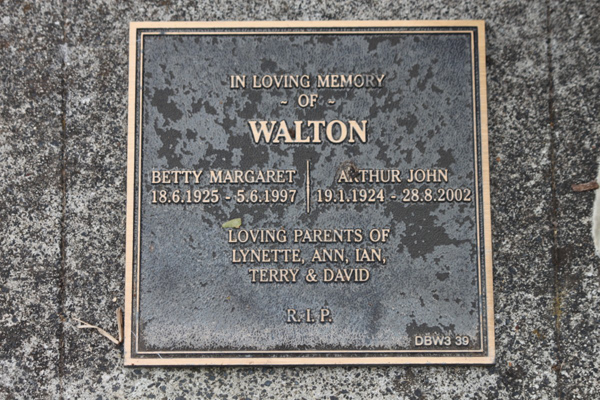 IN LOVING MEMORY
- OF -
WALTON
BETTY MARGARET
18.6.1925 - 5.6.1997
ARTHUR JOHN
19.1.1924 - 28.8.2002
LOVING PARENTS OF
LYNETTE, ANN, IAN,
TERRY & DAVID
R.I.P.
DBW3 39